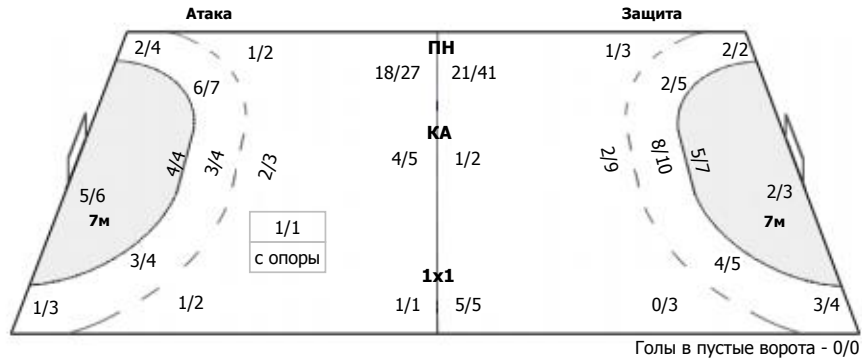 Атака Защита
2/4 1/2 ПН 1/3 2/2
18/27 21/41
6/7 2/5
КА
4/4 3/4 2/3 4/5 1/2 2/9 8/10 5/7
5/6 2/3
7м 7м
1/1
с опоры
3/4 4/5
1x1
1/3 1/2 1/1 5/5 0/3 3/4
Голы в пустые ворота - 0/0